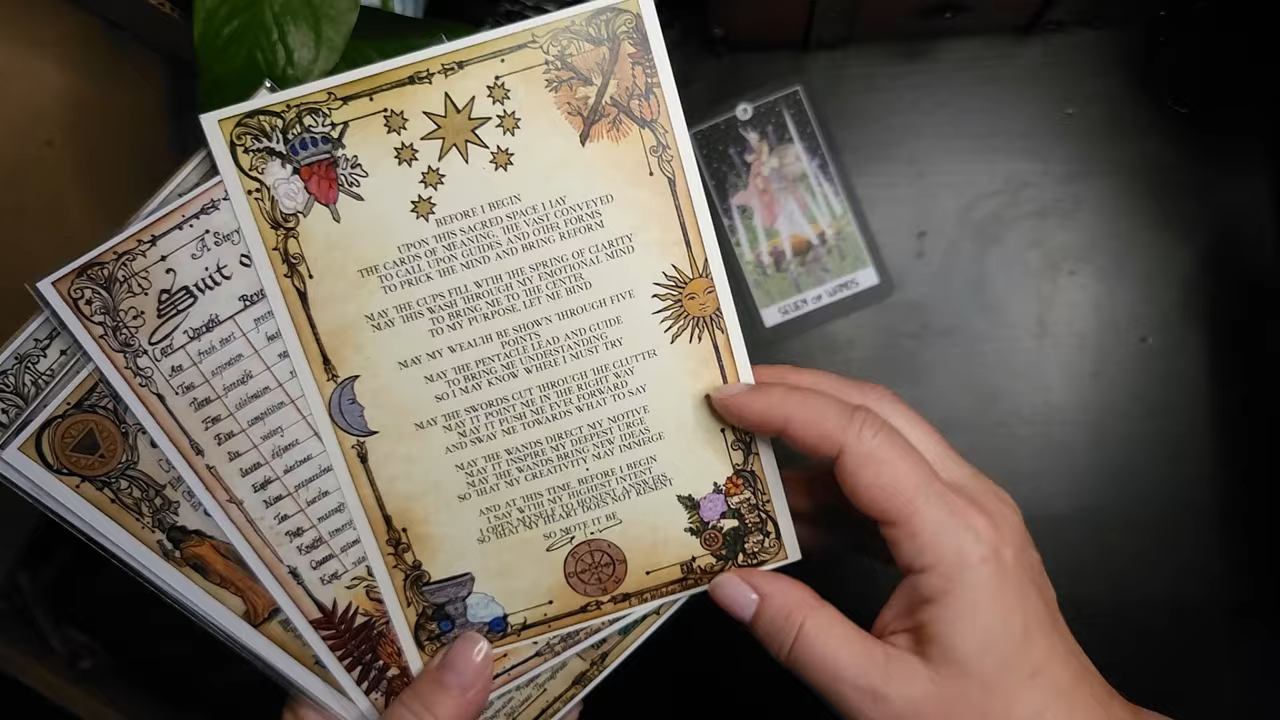 BEFORE I BEGIN
UPON THIS SACRED SPACE I LAY
THE CARDS OF MEANING, THE VAST CONVEYED
TO CALL UPON GUIDES AND OTHR FORMS
TO PRICK THE MIND AND BRING REFORM
MAY THE CUPS FILL WITH THE SPRING OF CLARITY
MAY THIS WASH THROUGH MY EMOTIONAL MIND
TO BRING ME TO THE CENTER
TO MY PURPOSE, LET ME BIND
MAY MY WEALTH BE SHOWN THROUGH FIVE
POINTS
MAY THE PENTACLE LEAD AND GUIDE
TO BRING ME UNDERSTANDING
SO I MAY KNOW WHERE I MUST TRY
MAY THE SWORDS CUT THROUGH THE CLUTTER
MAY IT POINT ME IN THE RIGHT WAY
MAY IT PUSH ME EVER FORWARD
AND SWAY ME TOWARDS WHAT TO SAY
MAY THE WANDS DIRECT MY MOTIVE
MAY IT INSPIRE MY DEEPEST URGE
MAY THE WANDS BRING NEW IDEAS
SO THAT MY CREATIVITY MAY IMMERGE
AND AT THIS TIME, BEFORE I BEGIN
I SAY WITH MY HIGHEST INTENT
I OPEN MYSELF TO HONEST ANSWERS
SO THAT MY HEART DOES NOT RESENT
SO MOTE IT BE
A Story
Suit o
Card Upright Reve
Ace fresh start
Two aspiration
Three foresight
Four celebration
Five competition
Six victory
Seven defiance
Eight alertness
Nine preparedness
Ten burden
Page message
Knight
Queen optimi
King
SEVEN OF WANDS